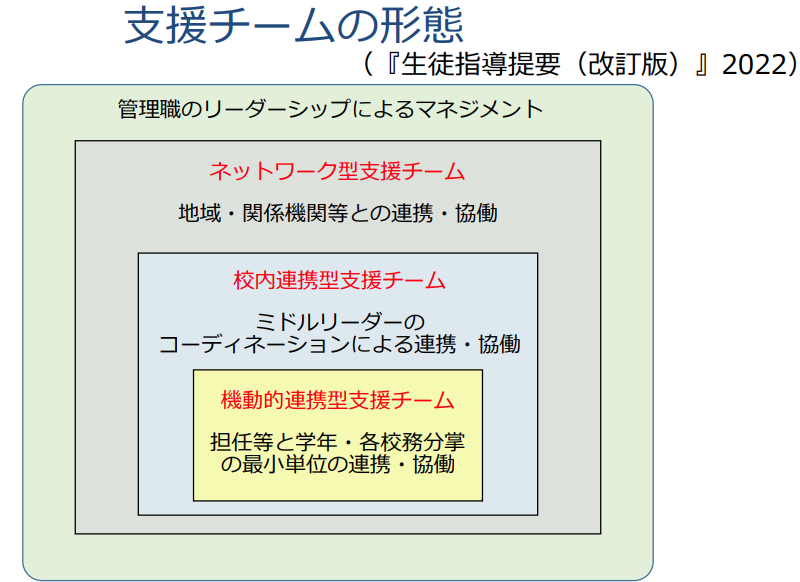 支援チームの形態
（『生徒指導提要（改訂版）』2022）
管理職のリーダーシップによるマネジメント
ネットワーク型支援チーム
地域・関係機関等との連携・協働
校内連携型支援チーム
ミドルリーダーの
コーディネーションによる連携・協働
機動的連携型支援チーム
担任等と学年・各校務分掌
の最小単位の連携・協働